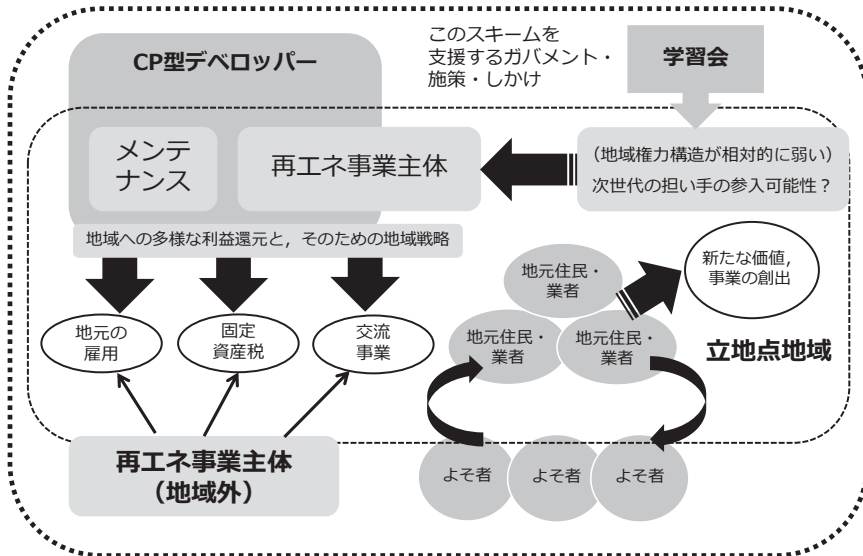 このスキームを
支援するガバメント・
施策・しかけ
CP型デベロッパー
学習会
メンテ
ナンス
再エネ事業主体
（地域権力構造が相対的に弱い）
次世代の担い手の参入可能性？
地域への多様な利益還元と，そのための地域戦略
新たな価値，
事業の創出
地元住民・
業者
地元の
雇用
固定
資産税
交流
事業
地元住民・
業者
地元住民・
業者
立地点地域
再エネ事業主体
（地域外）
よそ者
よそ者
よそ者